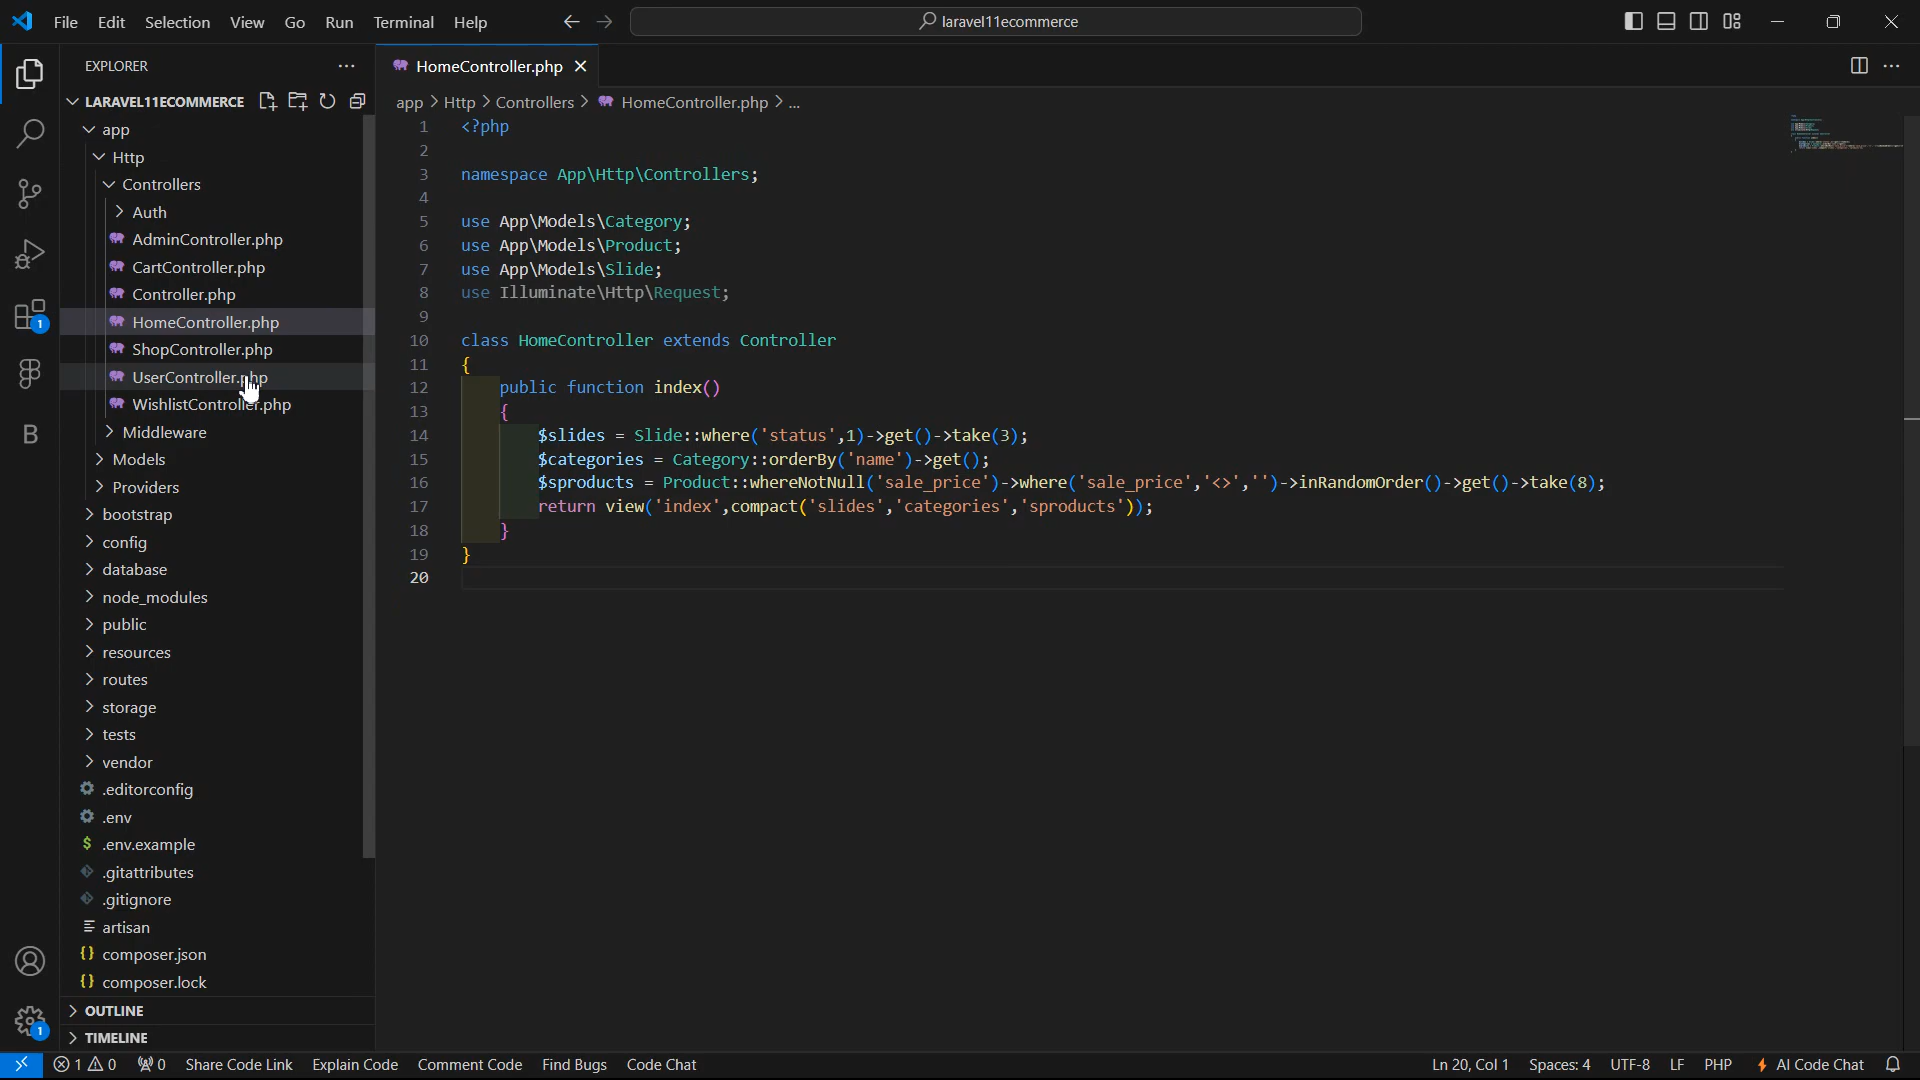 File Edit Selection View Go Run Terminal Help
laravel11ecommerce
EXPLORER
LARAVEL11ECOMMERCE
app
Http
Controllers
Auth
AdminController.php
CartController.php
Controller.php
HomeController.php
ShopController.php
UserController.php
WishlistController.php
Middleware
Models
Providers
bootstrap
config
database
node_modules
public
resources
routes
storage
tests
vendor
.editorconfig
.env
$ .env.example
.gitattributes
.gitignore
artisan
{} composer.json
{} composer.lock
OUTLINE
TIMELINE
1
B
1
HomeController.php
app > Http > Controllers > HomeController.php > ...
1 <?php
2
3 namespace App\Http\Controllers;
4
5 use App\Models\Category;
6 use App\Models\Product;
7 use App\Models\Slide;
8 use Illuminate\Http\Request;
9
10 class HomeController extends Controller
11 {
12     public function index()
13     {
14         $slides = Slide::where('status',1)->get()->take(3);
15         $categories = Category::orderBy('name')->get();
16         $sproducts = Product::whereNotNull('sale_price')->where('sale_price','<>','')->inRandomOrder()->get()->take(8);
17         return view('index',compact('slides','categories','sproducts'));
18     }
19 }
20
1 0 0 Share Code Link Explain Code Comment Code Find Bugs Code Chat Ln 20, Col 1 Spaces: 4 UTF-8 LF PHP AI Code Chat